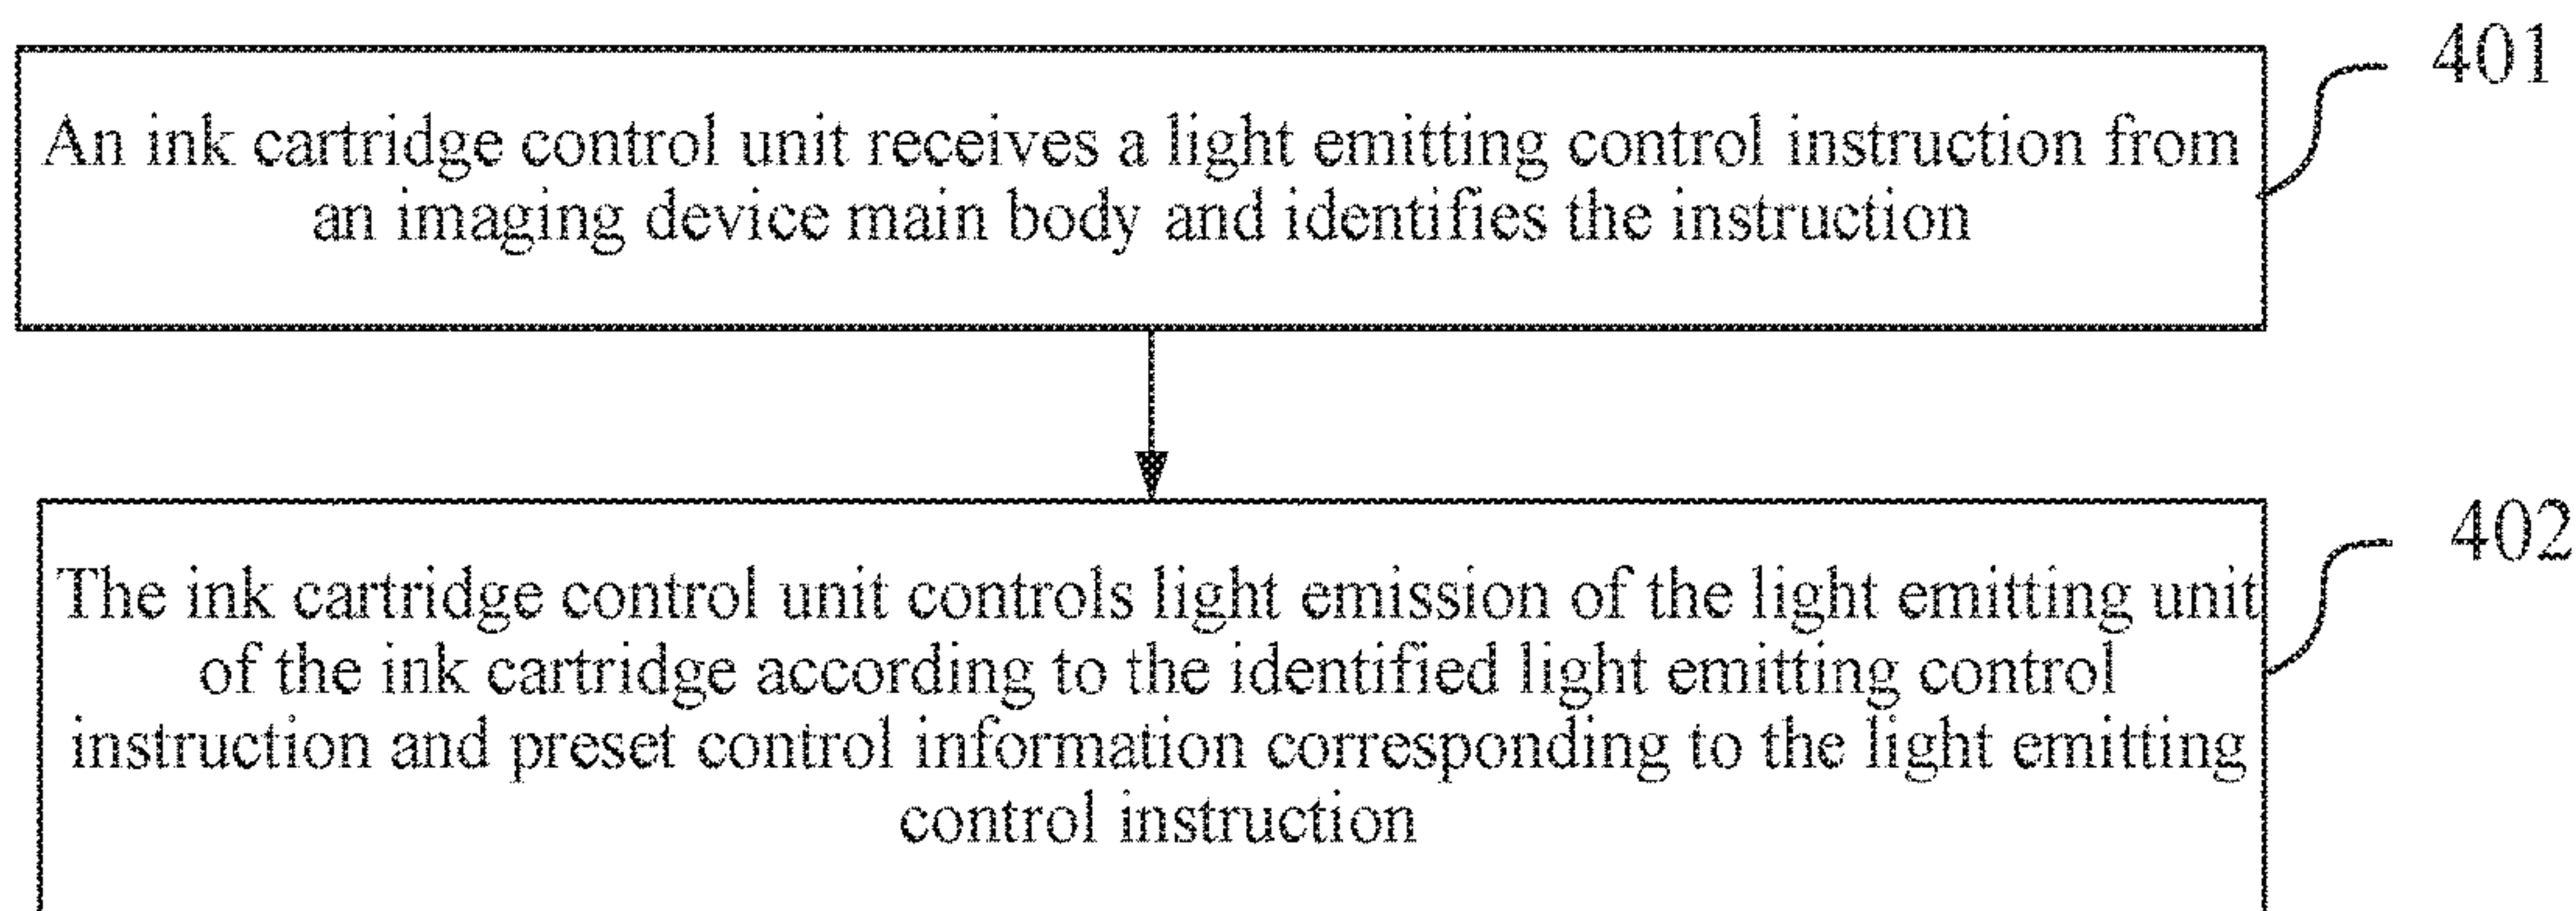 401
An ink cartridge control unit receives a light emitting control instruction from
an imaging device main body and identifies the instruction
402
The ink cartridge control unit controls light emission of the light emitting unit
of the ink cartridge according to the identified light emitting control
instruction and preset control information corresponding to the light emitting
control instruction